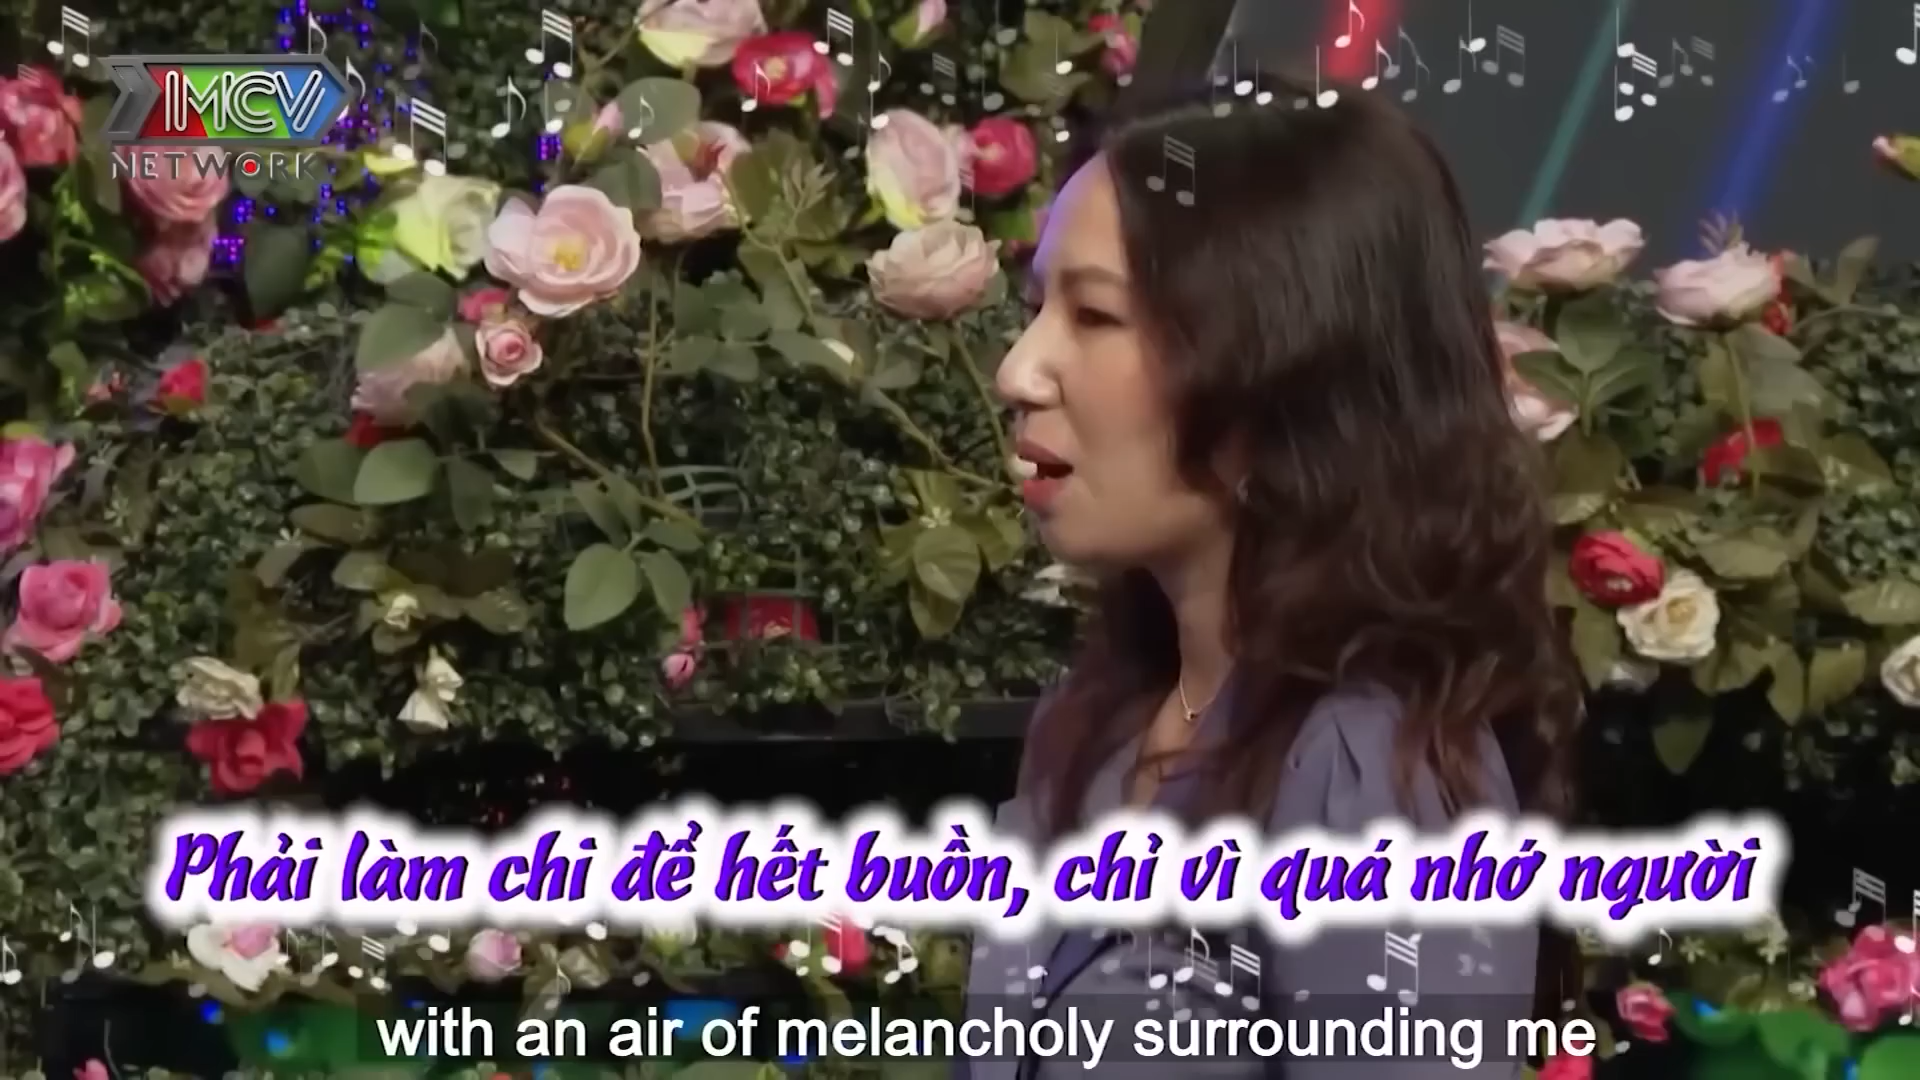 MCV
NETWORK
Phải làm chi để hết buồn, chỉ vì quá nhớ người
with an air of melancholy surrounding me